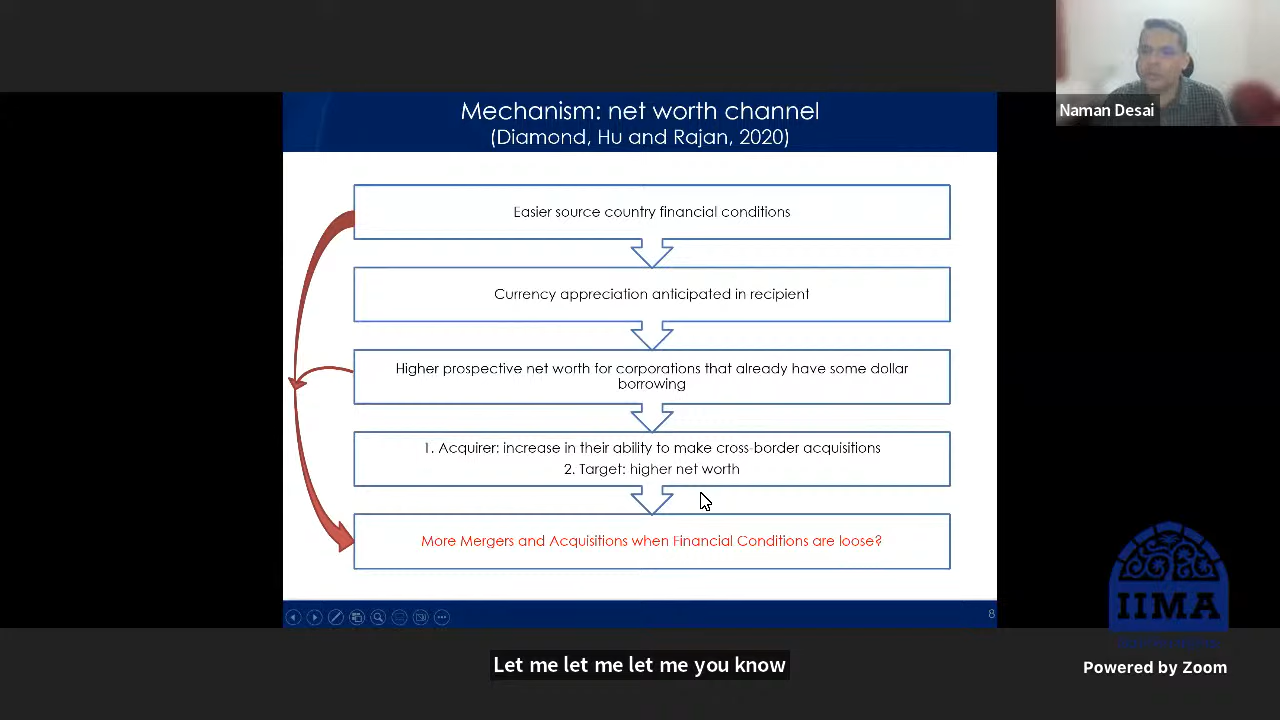 Naman Desai
Mechanism: net worth channel
(Diamond, Hu and Rajan, 2020)
Easier source country financial conditions
Currency appreciation anticipated in recipient
Higher prospective net worth for corporations that already have some dollar
borrowing
1. Acquirer: increase in their ability to make cross-border acquisitions
2. Target: higher net worth
More Mergers and Acquisitions when Financial Conditions are loose?
8
IIMA
Powered by Zoom
Let me let me let me you know